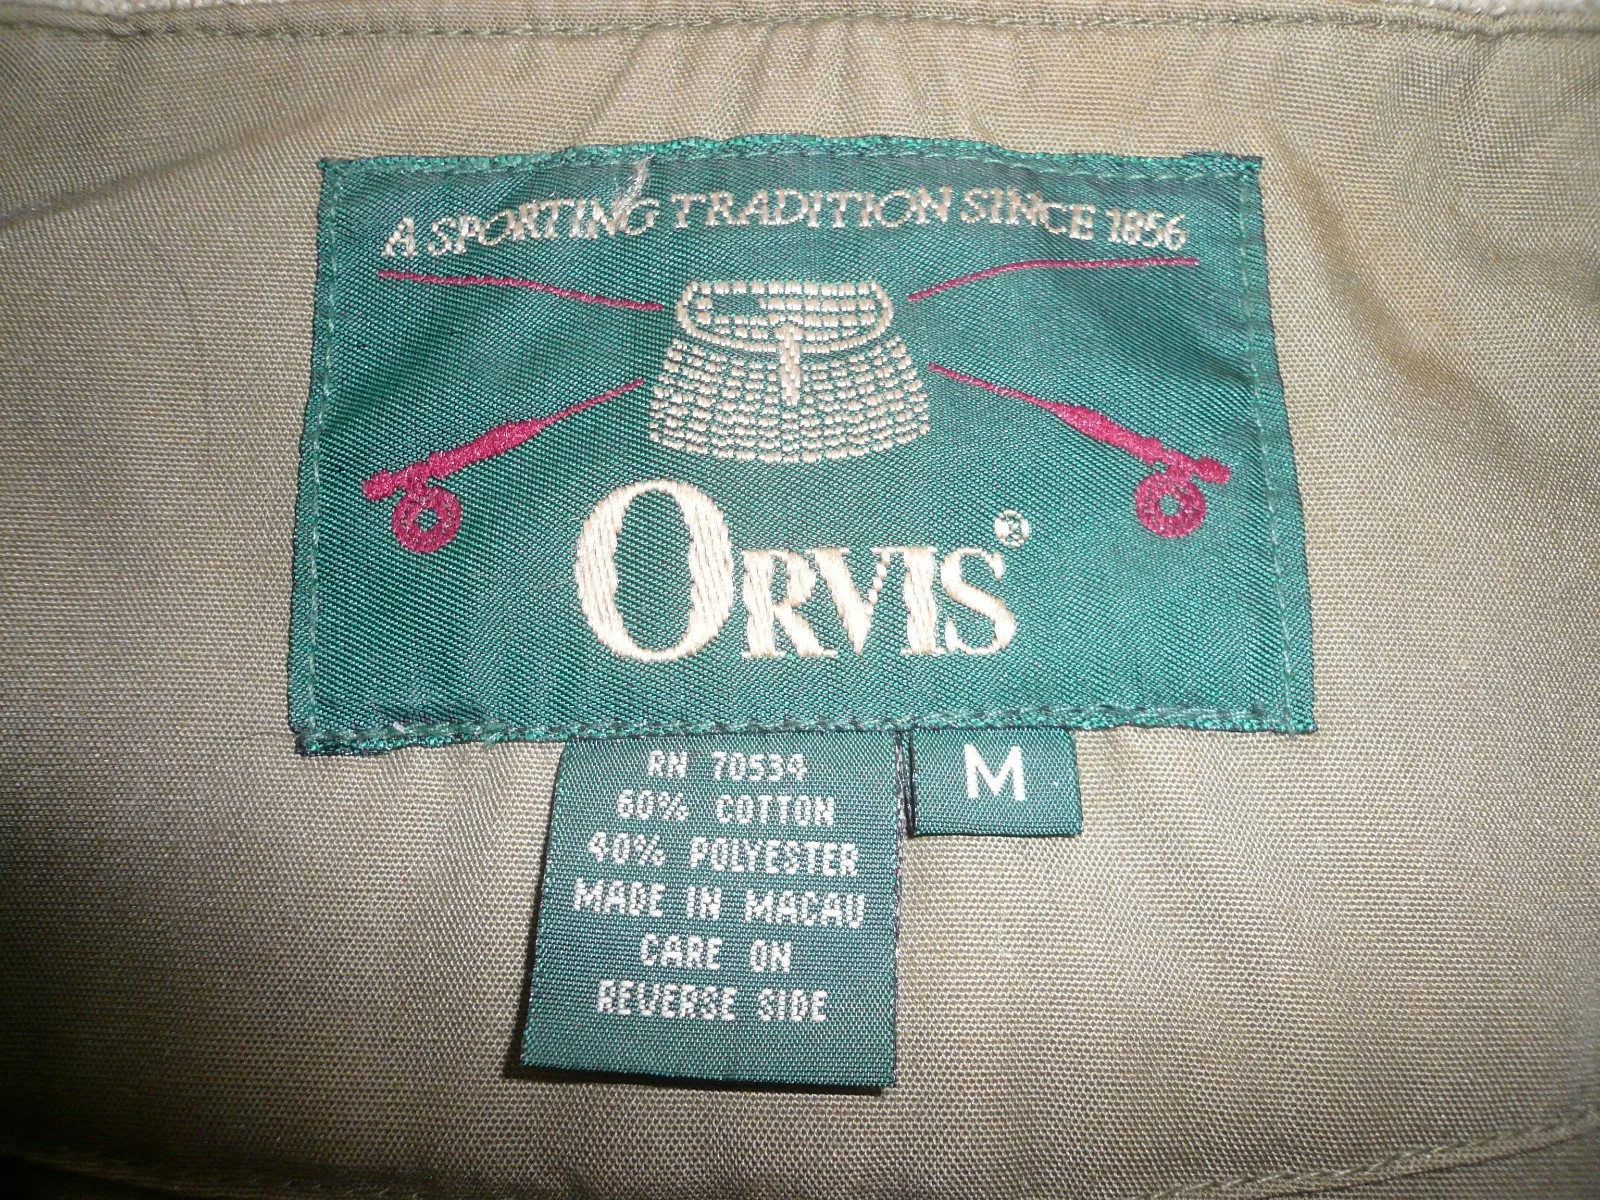 A SPORTING TRADITION SINCE 1856
ORVIS®
RN 70534
60% COTTON
40% POLYESTER
MADE IN MACAU
CARE ON
REVERSE SIDE
M